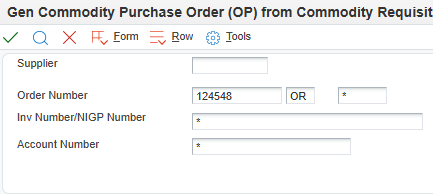 Gen Commodity Purchase Order (OP) from Commodity Requisit
Form Row Tools
Supplier
Order Number 124548 OR *
Inv Number/NIGP Number *
Account Number *